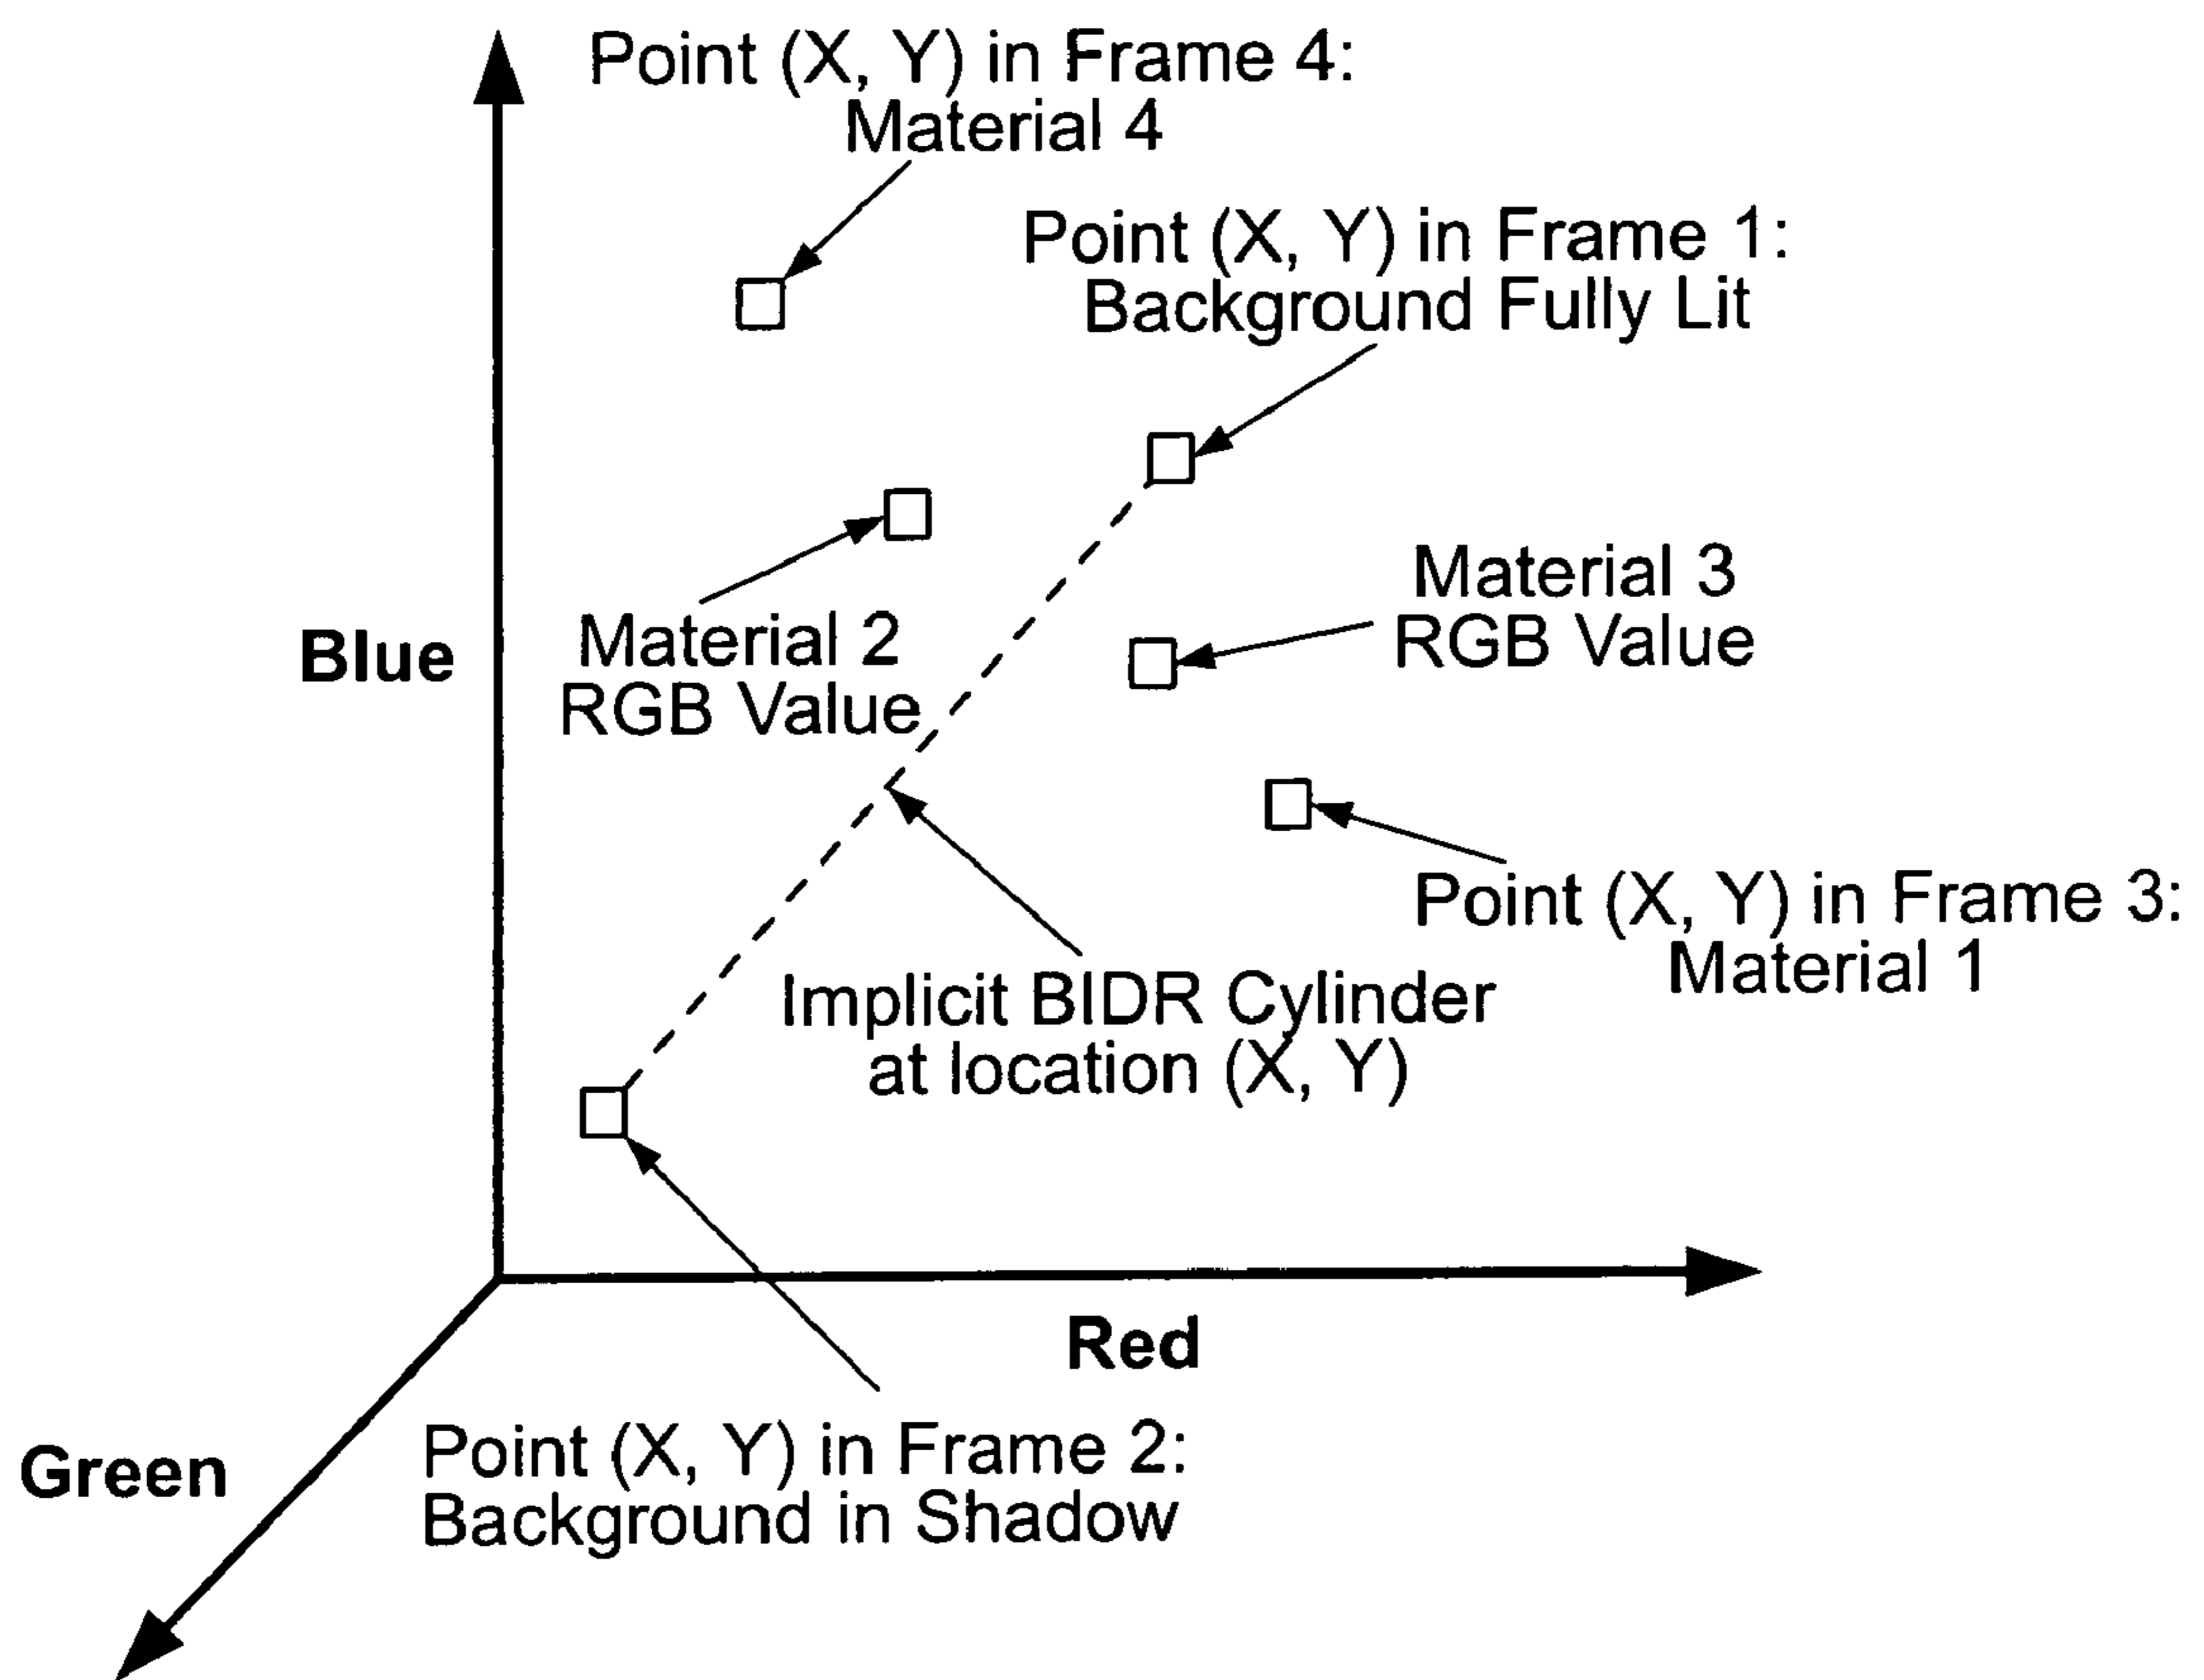 Point (X, Y) in Frame 4:
Material 4
Point (X, Y) in Frame 1:
Background Fully Lit
Material 3
RGB Value
Blue
Material 2
RGB Value
Point (X, Y) in Frame 3:
Material 1
Implicit BIDR Cylinder
at location (X, Y)
Red
Green
Point (X, Y) in Frame 2:
Background in Shadow